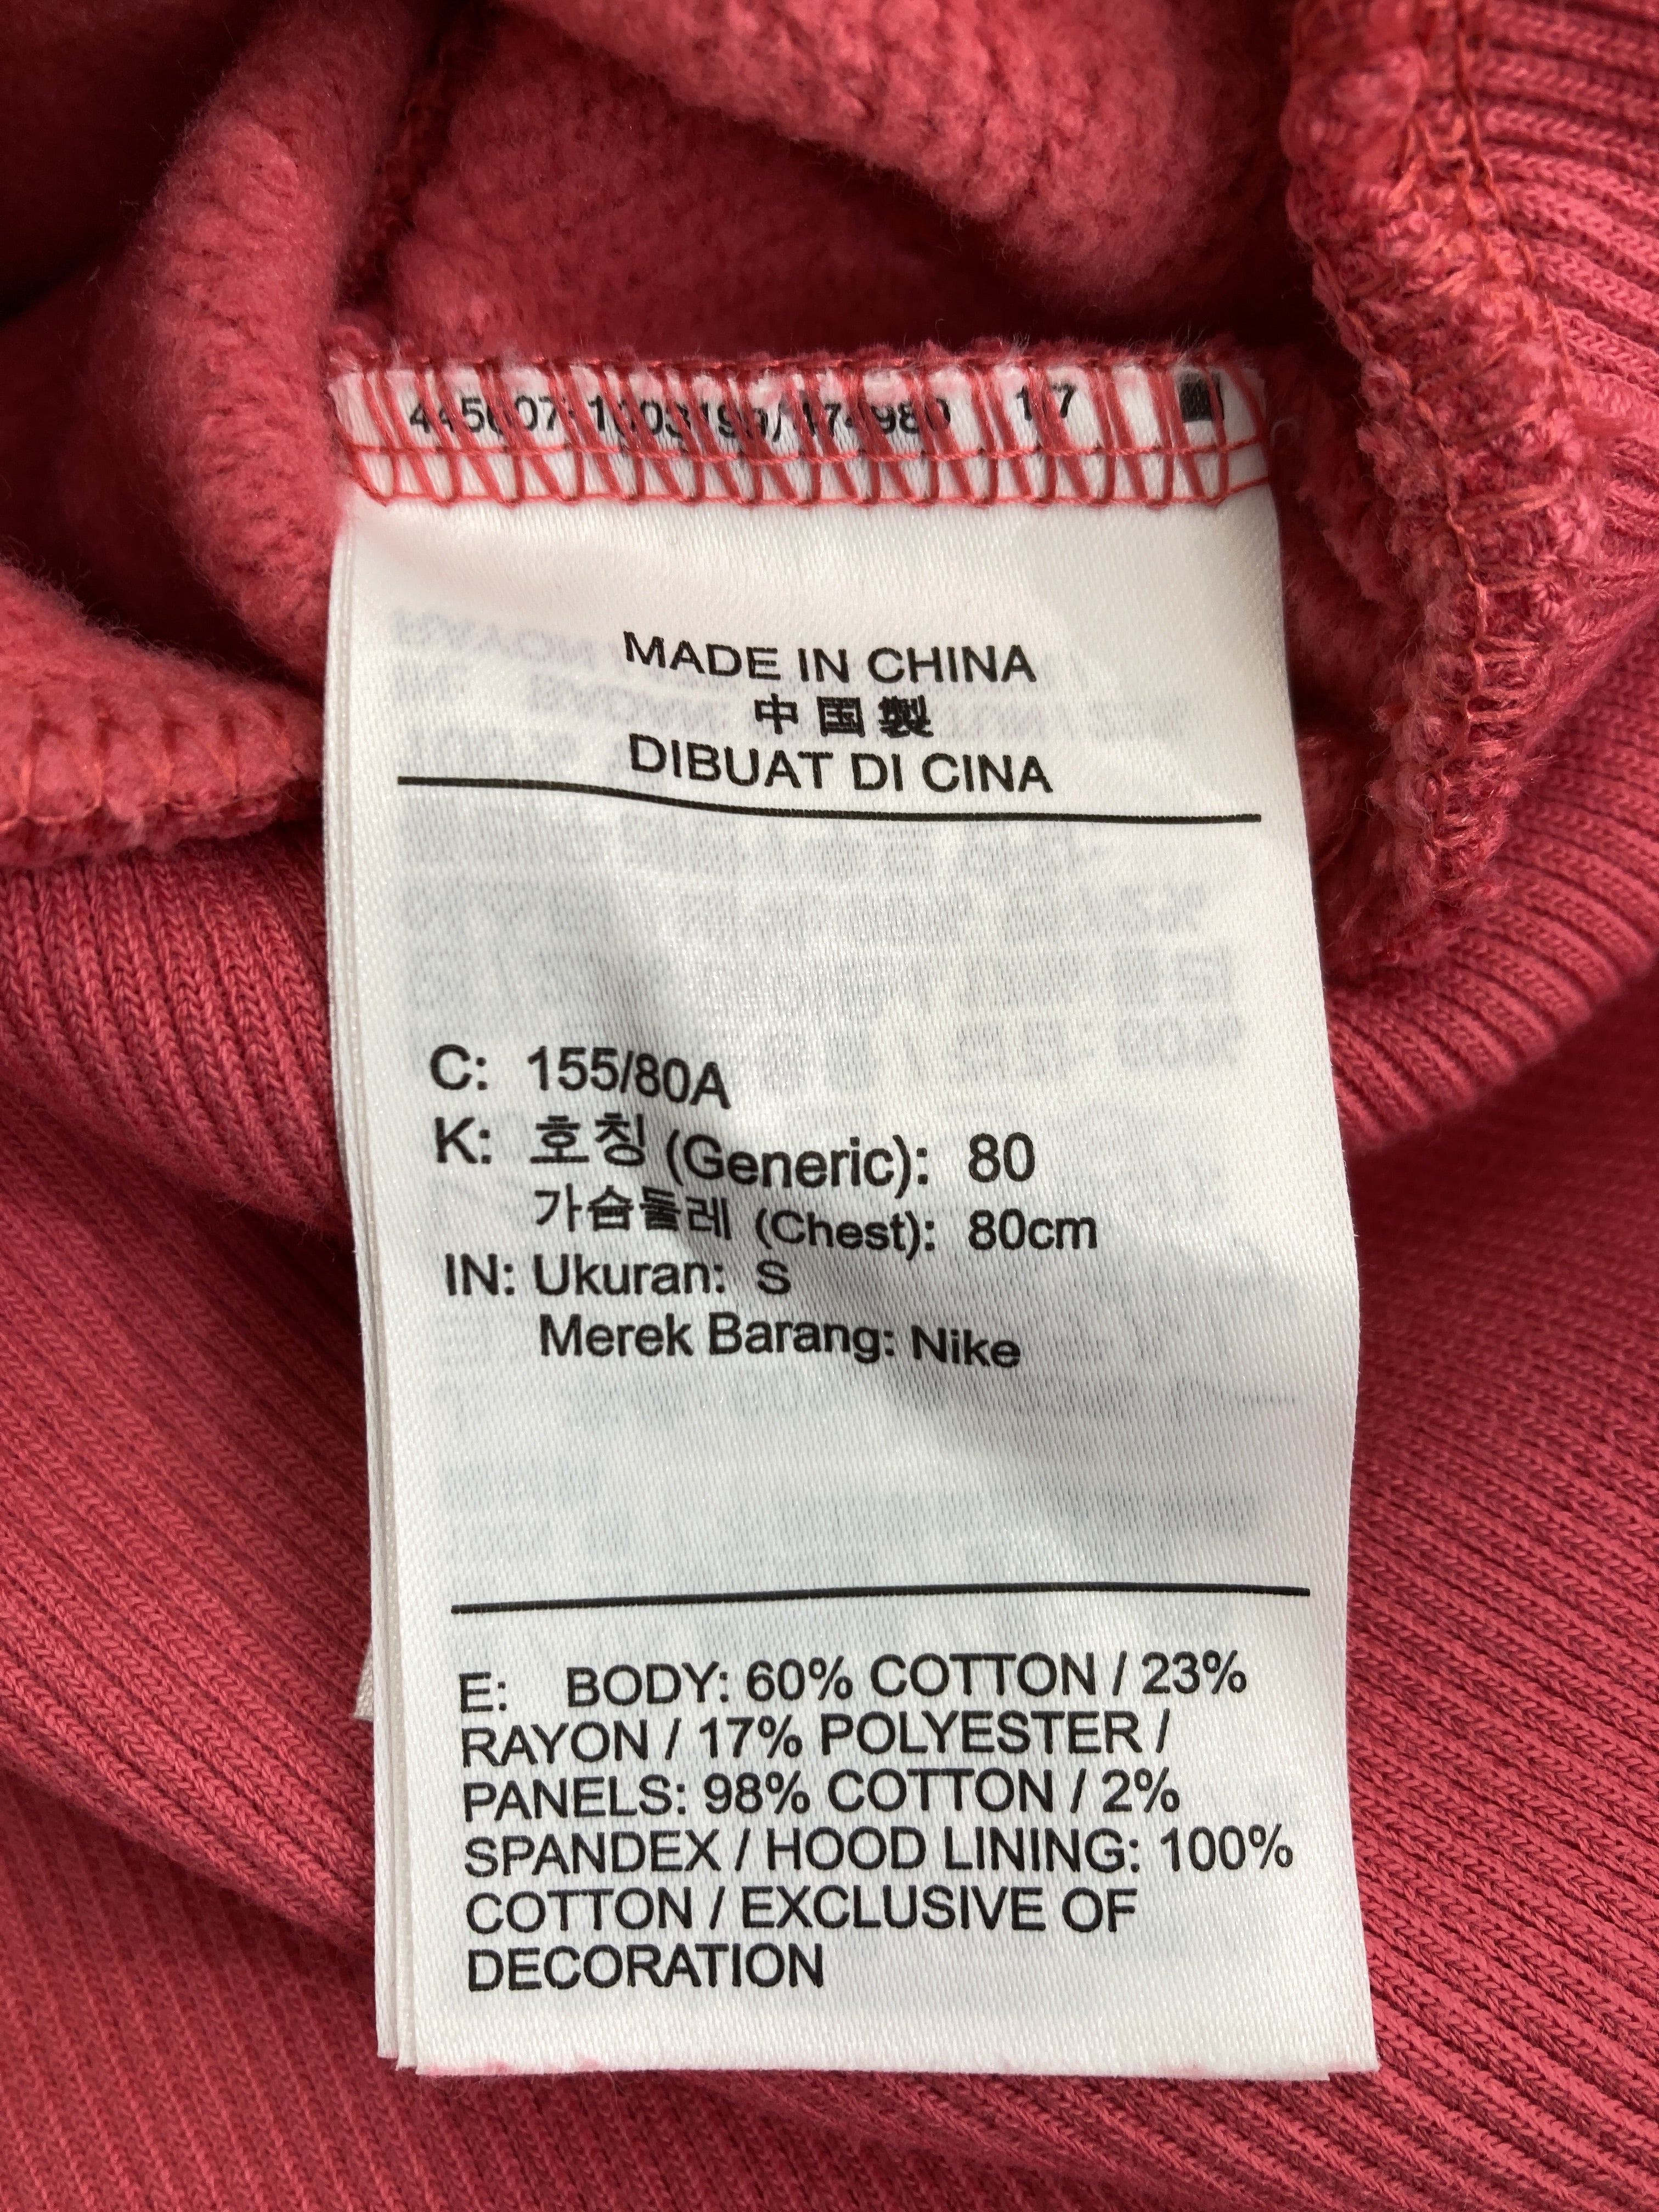 MADE IN CHINA
中国製
DIBUAT DI CINA
C: 155/80A
K: 호칭 (Generic): 80
가슴둘레 (Chest): 80cm
IN: Ukuran: S
Merek Barang: Nike
E: BODY: 60% COTTON / 23%
RAYON / 17% POLYESTER /
PANELS: 98% COTTON / 2%
SPANDEX / HOOD LINING: 100%
COTTON / EXCLUSIVE OF
DECORATION